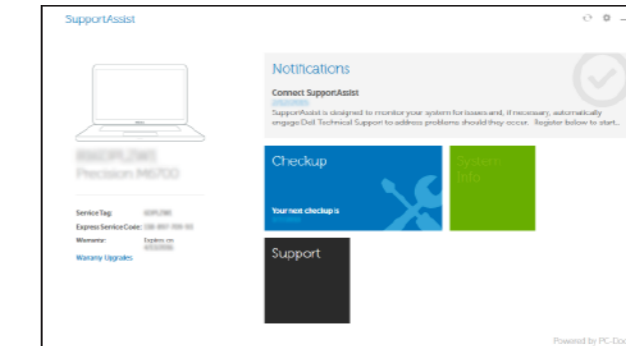 SupportAssist
Precision M6700
Service Tag:
Express Service Code:
Warranty: Expires on
Warrany Upgrades
Notifications
Connect SupportAssist
SupportAssist is designed to monitor your system for issues and, if necessary, automatically
engage Dell Technical Support to address problems should they occur. Register below to start..
Checkup
Your next checkup is
System
Info
Support
Powered by PC-Doc